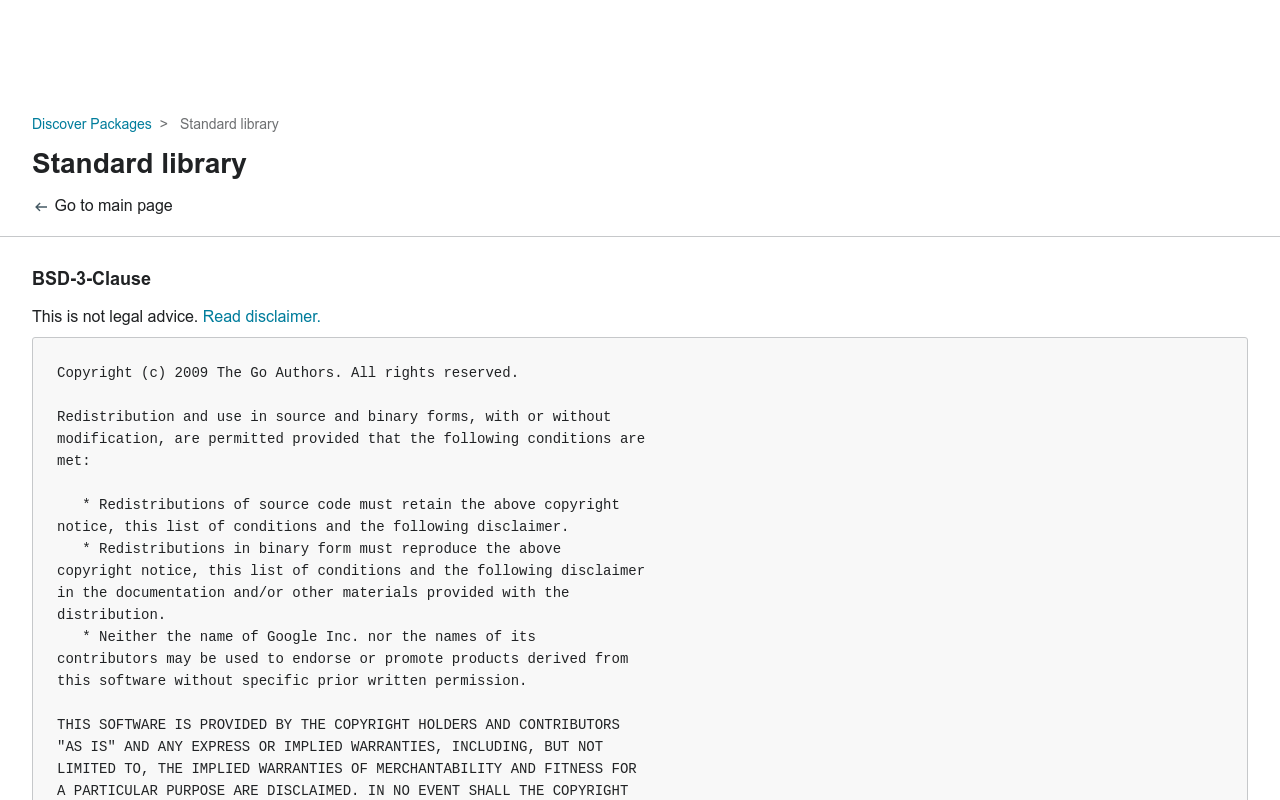 Discover Packages > Standard library
Standard library
← Go to main page
BSD-3-Clause
This is not legal advice. Read disclaimer.
Copyright (c) 2009 The Go Authors. All rights reserved.
Redistribution and use in source and binary forms, with or without
modification, are permitted provided that the following conditions are
met:
* Redistributions of source code must retain the above copyright
notice, this list of conditions and the following disclaimer.
* Redistributions in binary form must reproduce the above
copyright notice, this list of conditions and the following disclaimer
in the documentation and/or other materials provided with the
distribution.
* Neither the name of Google Inc. nor the names of its
contributors may be used to endorse or promote products derived from
this software without specific prior written permission.
THIS SOFTWARE IS PROVIDED BY THE COPYRIGHT HOLDERS AND CONTRIBUTORS
"AS IS" AND ANY EXPRESS OR IMPLIED WARRANTIES, INCLUDING, BUT NOT
LIMITED TO, THE IMPLIED WARRANTIES OF MERCHANTABILITY AND FITNESS FOR
A PARTICULAR PURPOSE ARE DISCLAIMED. IN NO EVENT SHALL THE COPYRIGHT